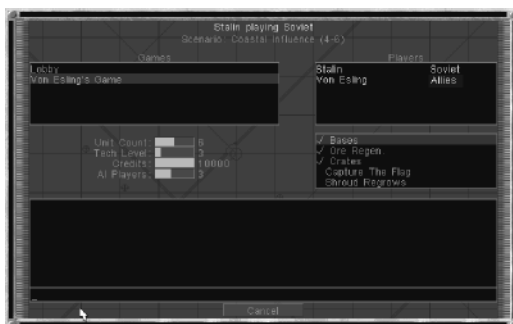 Stalin playing Soviet
Scenario: Coastal Influence (4-6)
Games
Players
Lobby
Von Esling's Game
Stalin Soviet
Von Esling Allies
Unit Count: 6
Tech Level: 3
Credits: 10000
AI Players: 3
✓ Bases
✓ Ore Regen.
✓ Crates
Capture The Flag
Shroud Regrows
_
Cancel